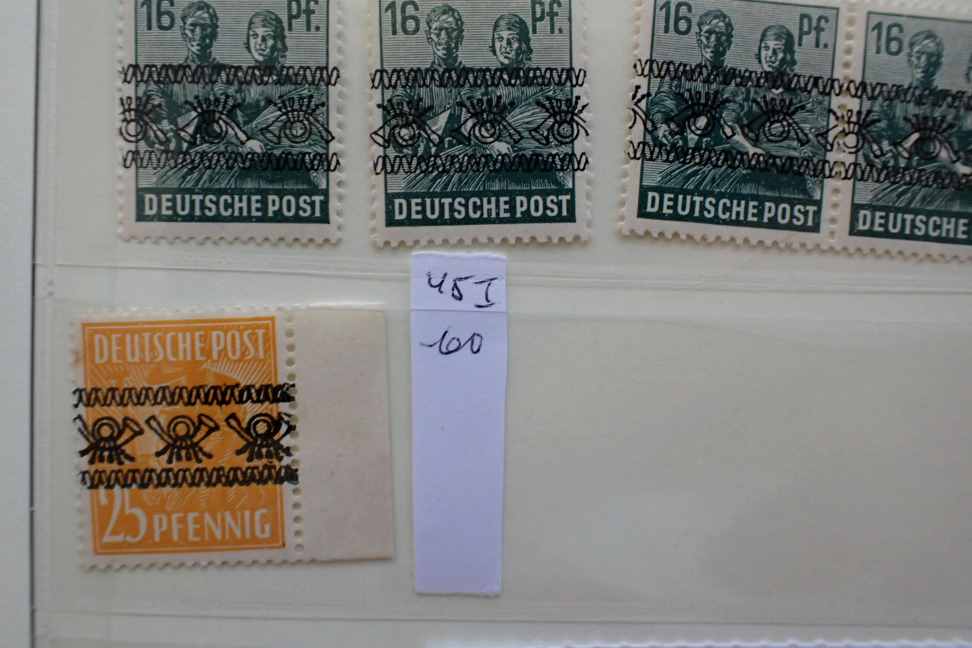 16 Pf.
DEUTSCHE POST
16 Pf.
DEUTSCHE POST
16 Pf.
DEUTSCHE POST
16
DEUTSCHE
45 I
-60
DEUTSCHE POST
25 PFENNIG